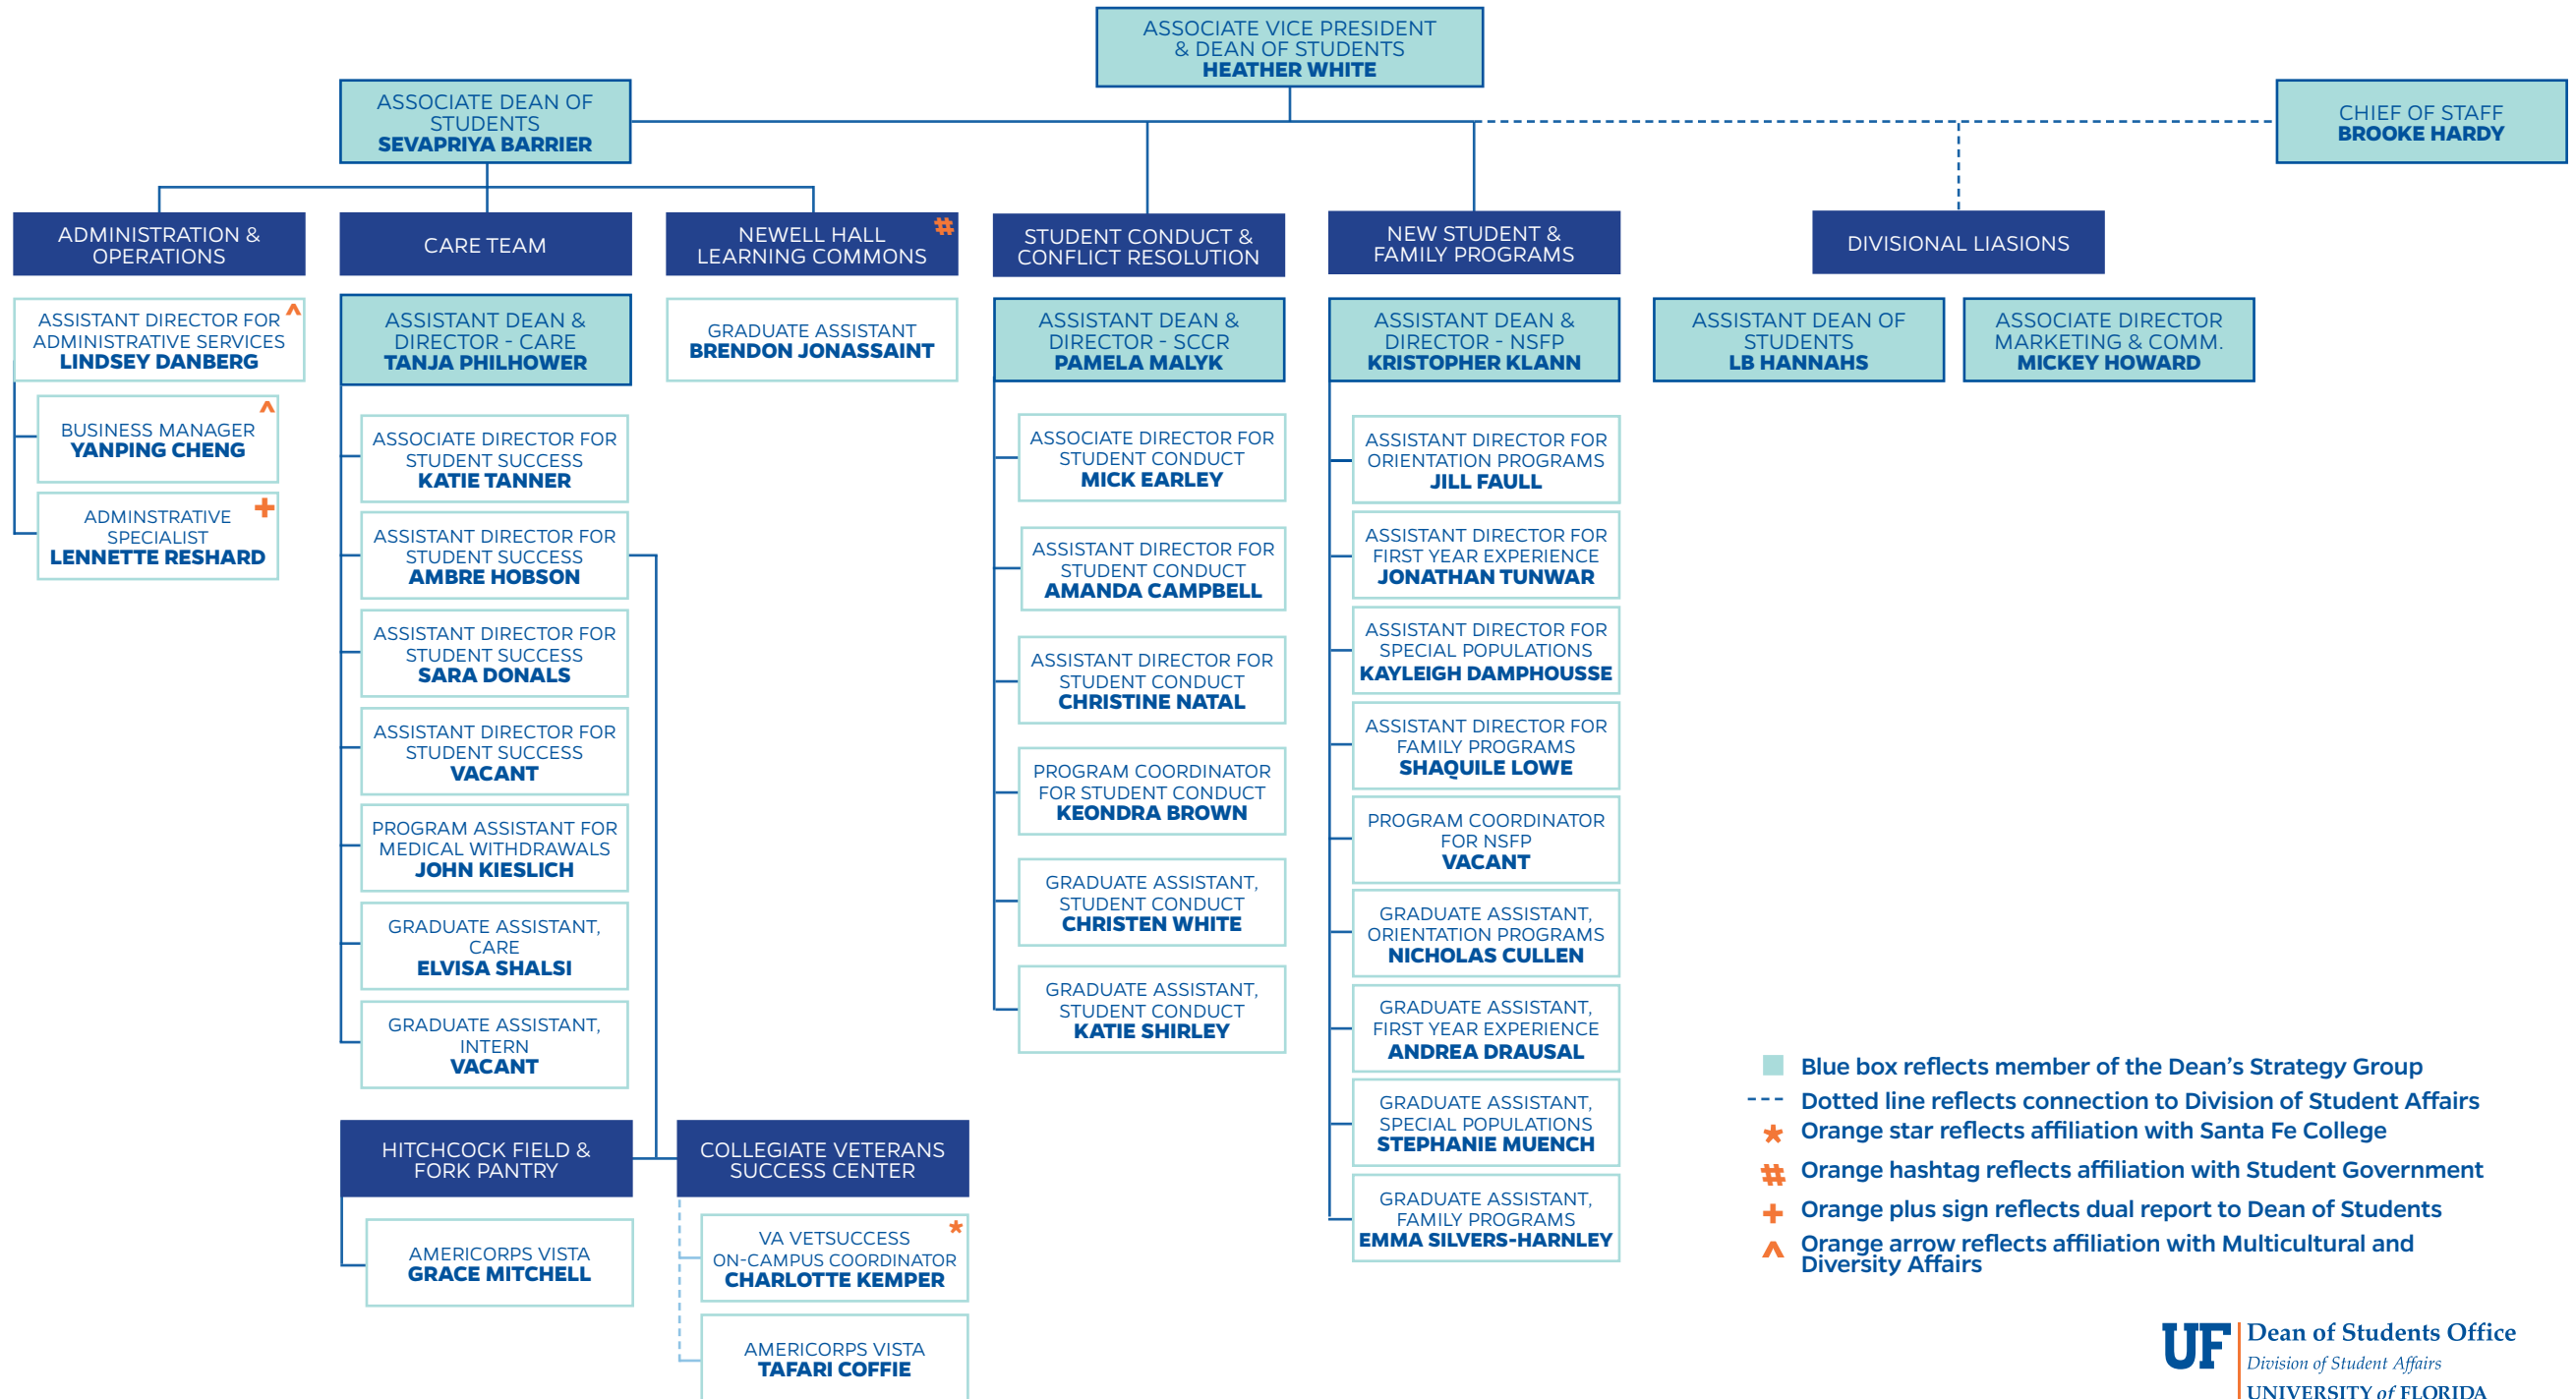 ASSOCIATE VICE PRESIDENT
& DEAN OF STUDENTS
HEATHER WHITE
ASSOCIATE DEAN OF
STUDENTS
SEVAPRIYA BARRIER
CHIEF OF STAFF
BROOKE HARDY
ADMINISTRATION &
OPERATIONS
CARE TEAM
NEWELL HALL
LEARNING COMMONS
#
STUDENT CONDUCT &
CONFLICT RESOLUTION
NEW STUDENT &
FAMILY PROGRAMS
DIVISIONAL LIASIONS
ASSISTANT DIRECTOR FOR ^
ADMINISTRATIVE SERVICES
LINDSEY DANBERG
^
BUSINESS MANAGER
YANPING CHENG
+
ADMINSTRATIVE
SPECIALIST
LENNETTE RESHARD
ASSISTANT DEAN &
DIRECTOR - CARE
TANJA PHILHOWER
ASSOCIATE DIRECTOR FOR
STUDENT SUCCESS
KATIE TANNER
ASSISTANT DIRECTOR FOR
STUDENT SUCCESS
AMBRE HOBSON
ASSISTANT DIRECTOR FOR
STUDENT SUCCESS
SARA DONALS
ASSISTANT DIRECTOR FOR
STUDENT SUCCESS
VACANT
PROGRAM ASSISTANT FOR
MEDICAL WITHDRAWALS
JOHN KIESLICH
GRADUATE ASSISTANT,
CARE
ELVISA SHALSI
GRADUATE ASSISTANT,
INTERN
VACANT
HITCHCOCK FIELD &
FORK PANTRY
AMERICORPS VISTA
GRACE MITCHELL
COLLEGIATE VETERANS
SUCCESS CENTER
*
VA VETSUCCESS
ON-CAMPUS COORDINATOR
CHARLOTTE KEMPER
AMERICORPS VISTA
TAFARI COFFIE
GRADUATE ASSISTANT
BRENDON JONASSAINT
ASSISTANT DEAN &
DIRECTOR - SCCR
PAMELA MALYK
ASSOCIATE DIRECTOR FOR
STUDENT CONDUCT
MICK EARLEY
ASSISTANT DIRECTOR FOR
STUDENT CONDUCT
AMANDA CAMPBELL
ASSISTANT DIRECTOR FOR
STUDENT CONDUCT
CHRISTINE NATAL
PROGRAM COORDINATOR
FOR STUDENT CONDUCT
KEONDRA BROWN
GRADUATE ASSISTANT,
STUDENT CONDUCT
CHRISTEN WHITE
GRADUATE ASSISTANT,
STUDENT CONDUCT
KATIE SHIRLEY
ASSISTANT DEAN &
DIRECTOR - NSFP
KRISTOPHER KLANN
ASSISTANT DIRECTOR FOR
ORIENTATION PROGRAMS
JILL FAULL
ASSISTANT DIRECTOR FOR
FIRST YEAR EXPERIENCE
JONATHAN TUNWAR
ASSISTANT DIRECTOR FOR
SPECIAL POPULATIONS
KAYLEIGH DAMPHOUSSE
ASSISTANT DIRECTOR FOR
FAMILY PROGRAMS
SHAQUILE LOWE
PROGRAM COORDINATOR
FOR NSFP
VACANT
GRADUATE ASSISTANT,
ORIENTATION PROGRAMS
NICHOLAS CULLEN
GRADUATE ASSISTANT,
FIRST YEAR EXPERIENCE
ANDREA DRAUSAL
GRADUATE ASSISTANT,
SPECIAL POPULATIONS
STEPHANIE MUENCH
GRADUATE ASSISTANT,
FAMILY PROGRAMS
EMMA SILVERS-HARNLEY
ASSISTANT DEAN OF
STUDENTS
LB HANNAHS
ASSOCIATE DIRECTOR
MARKETING & COMM.
MICKEY HOWARD
Blue box reflects member of the Dean's Strategy Group
--- Dotted line reflects connection to Division of Student Affairs
* Orange star reflects affiliation with Santa Fe College
# Orange hashtag reflects affiliation with Student Government
+ Orange plus sign reflects dual report to Dean of Students
^ Orange arrow reflects affiliation with Multicultural and
Diversity Affairs
UF
Dean of Students Office
Division of Student Affairs
UNIVERSITY of FLORIDA